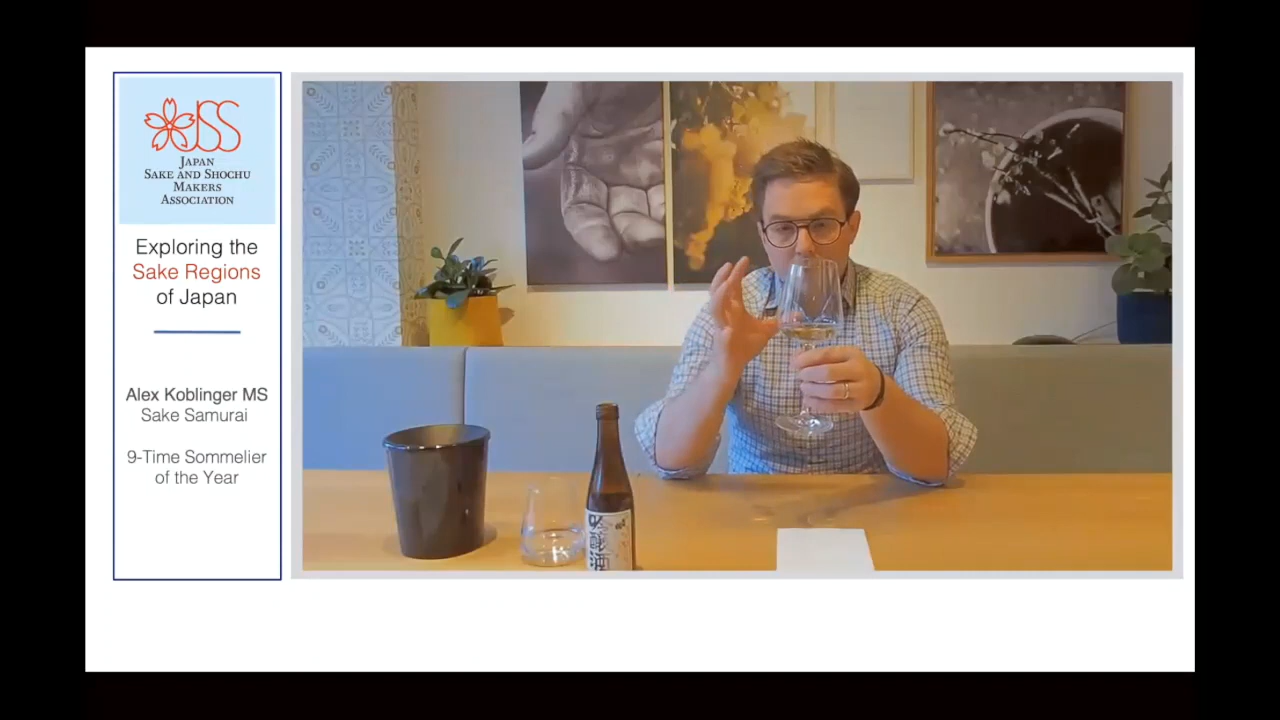 JSS
JAPAN
SAKE AND SHOCHU
MAKERS
ASSOCIATION
Exploring the
Sake Regions
of Japan
Alex Koblinger MS
Sake Samurai
9-Time Sommelier
of the Year